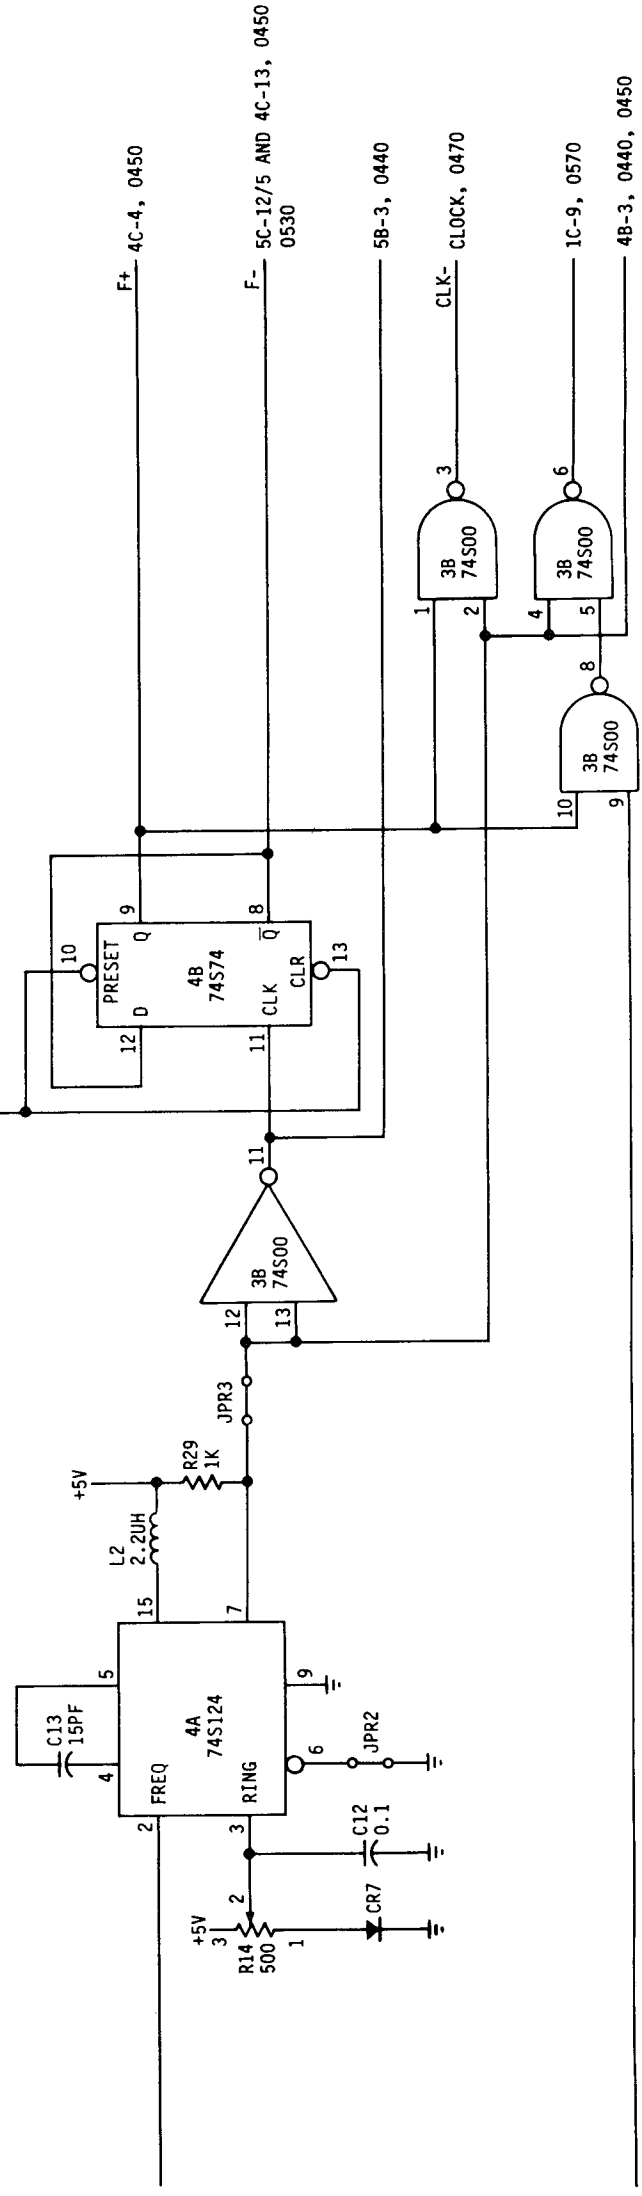 +5V
3
R14
500
2
1
CR7
C12
0.1
2
FREQ
3
RING
4A
74S124
C13
15PF
4
5
6
JPR2
9
15
7
L2
2.2UH
+5V
R29
1K
JPR3
12
13
3B
74S00
11
10
PRESET
12
D
Q
9
4B
74S74
11
CLK
Q
8
CLR
13
10
9
3B
74S00
8
1
2
3B
74S00
3
4
5
3B
74S00
6
F+ 4C-4, 0450
F- 5C-12/5 AND 4C-13, 0450
0530
5B-3, 0440
CLK- CLOCK, 0470
1C-9, 0570
4B-3, 0440, 0450